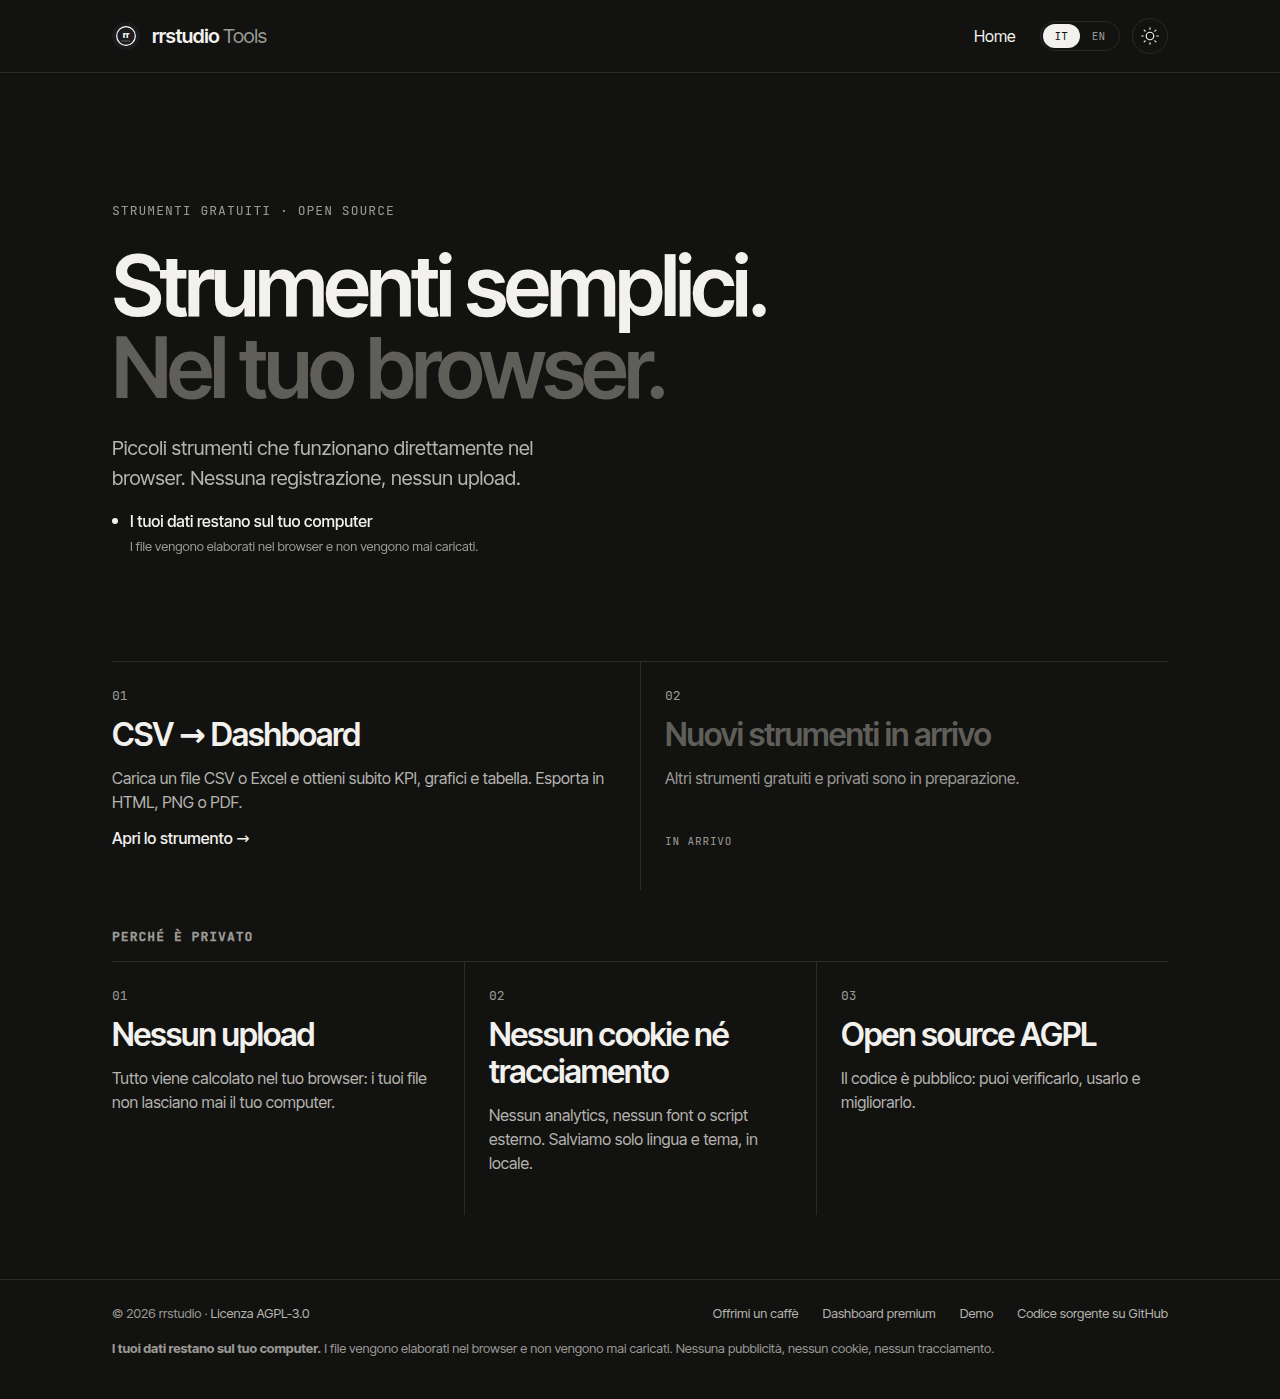 rr rrstudio Tools
Home
IT EN
STRUMENTI GRATUITI · OPEN SOURCE
Strumenti semplici.
Nel tuo browser.
Piccoli strumenti che funzionano direttamente nel
browser. Nessuna registrazione, nessun upload.
I tuoi dati restano sul tuo computer
I file vengono elaborati nel browser e non vengono mai caricati.
01
CSV → Dashboard
Carica un file CSV o Excel e ottieni subito KPI, grafici e tabella. Esporta in
HTML, PNG o PDF.
Apri lo strumento →
02
Nuovi strumenti in arrivo
Altri strumenti gratuiti e privati sono in preparazione.
IN ARRIVO
PERCHÉ È PRIVATO
01
Nessun upload
Tutto viene calcolato nel tuo browser: i tuoi file
non lasciano mai il tuo computer.
02
Nessun cookie né
tracciamento
Nessun analytics, nessun font o script
esterno. Salviamo solo lingua e tema, in
locale.
03
Open source AGPL
Il codice è pubblico: puoi verificarlo, usarlo e
migliorarlo.
© 2026 rrstudio · Licenza AGPL-3.0
Offrimi un caffè
Dashboard premium
Demo
Codice sorgente su GitHub
I tuoi dati restano sul tuo computer. I file vengono elaborati nel browser e non vengono mai caricati. Nessuna pubblicità, nessun cookie, nessun tracciamento.